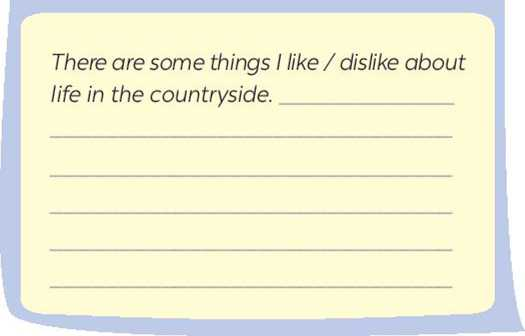 There are some things I like / dislike about
life in the countryside.